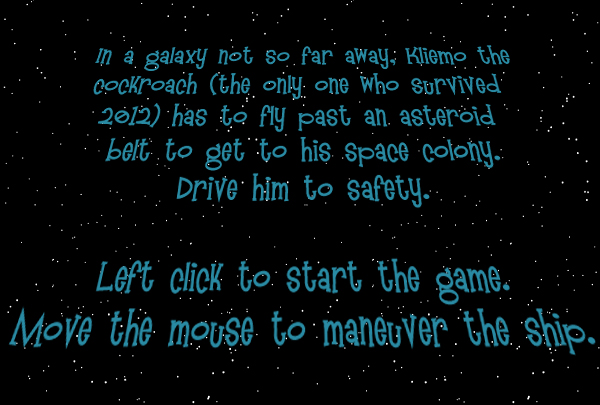 In a galaxy not so far away, Kliemo the
cockroach (the only one who survived
2012) has to fly past an asteroid
belt to get to his space colony.
Drive him to safety.
Left click to start the game.
Move the mouse to maneuver the ship.